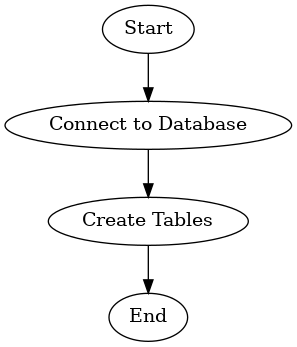 Start
Connect to Database
Create Tables
End